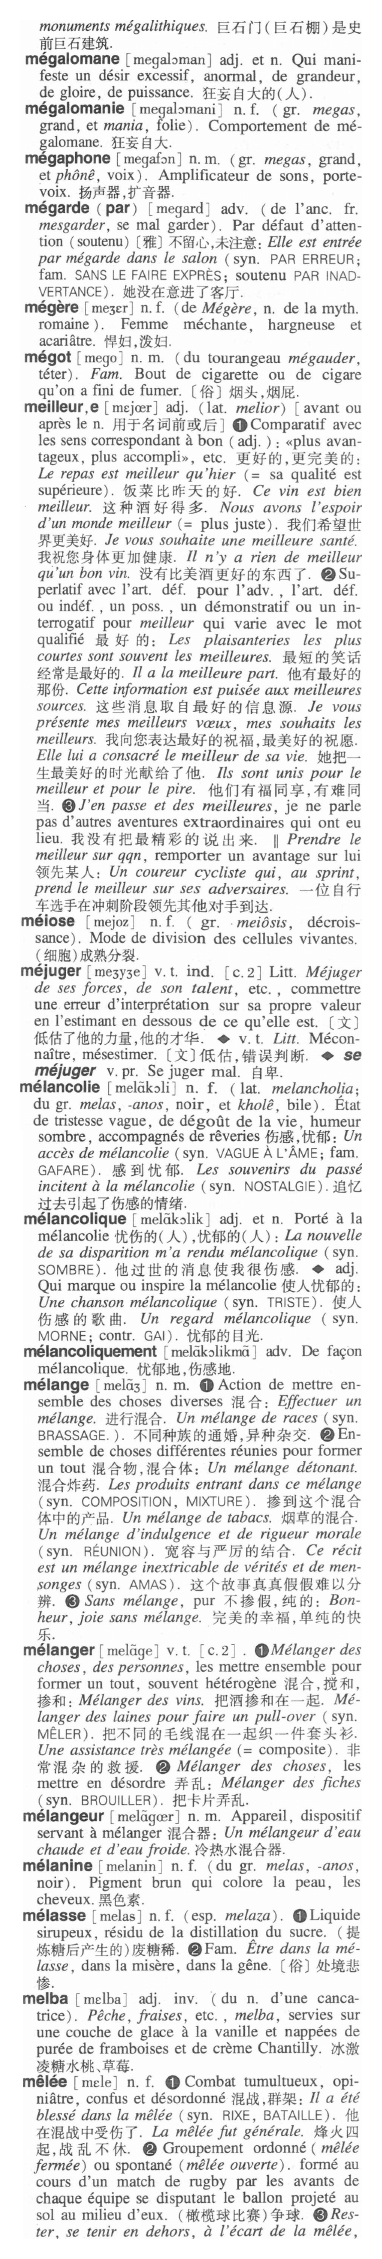 monuments mégalithiques. 巨石门(巨石棚)是史
前巨石建筑.
mégalomane [megalɔman] adj. et n. Qui mani-
feste un désir excessif, anormal, de grandeur,
de gloire, de puissance. 狂妄自大的(人).
mégalomanie [megalɔmani] n. f. ( gr. megas,
grand, et mania, folie). Comportement de mé-
galomane. 狂妄自大.
mégaphone [megafɔn] n. m. (gr. megas, grand,
et phônê, voix). Amplificateur de sons, porte-
voix. 扬声器,扩音器.
mégarde (par) [megard] adv. ( de l'anc. fr.
mesgarder, se mal garder). Par défaut d'atten-
tion (soutenu) [雅] 不留心,未注意: Elle est entrée
par mégarde dans le salon (syn. PAR ERREUR;
fam. SANS LE FAIRE EXPRÈS; soutenu PAR INAD-
VERTANCE). 她没在意进了客厅.
mégère [meʒɛr] n. f. (de Mégère, n. de la myth.
romaine). Femme méchante, hargneuse et
acariâtre. 悍妇,泼妇.
mégot [mego] n. m. ( du tourangeau mégauder,
téter). Fam. Bout de cigarette ou de cigare
qu'on a fini de fumer. [俗] 烟头,烟屁.
meilleur,e [mɛjœr] adj. (lat. melior) [ avant ou
après le n. 用于名词前或后] ❶Comparatif avec
les sens correspondant à bon ( adj. ) : «plus avan-
tageux, plus accompli», etc. 更好的,更完美的:
Le repas est meilleur qu'hier (= sa qualité est
supérieure). 饭菜比昨天的好. Ce vin est bien
meilleur. 这种酒好得多. Nous avons l'espoir
d'un monde meilleur (= plus juste). 我们希望世
界更美好. Je vous souhaite une meilleure santé.
我祝您身体更加健康. Il n'y a rien de meilleur
qu'un bon vin. 没有比美酒更好的东西了. ❷Su-
perlatif avec l'art. déf. pour l'adv. , l'art. déf.
ou indéf. , un poss. , un démonstratif ou un in-
terrogatif pour meilleur qui varie avec le mot
qualifié 最好的: Les plaisanteries les plus
courtes sont souvent les meilleures. 最短的笑话
经常是最好的. Il a la meilleure part. 他有最好的
那份. Cette information est puisée aux meilleures
sources. 这些消息取自最好的信息源. Je vous
présente mes meilleurs vœux, mes souhaits les
meilleurs. 我向您表达最好的祝福,最美好的祝愿.
Elle lui a consacré le meilleur de sa vie. 她把一
生最美好的时光献给了他. Ils sont unis pour le
meilleur et pour le pire. 他们有福同享,有难同
当. ❸J'en passe et des meilleures, je ne parle
pas d'autres aventures extraordinaires qui ont eu
lieu. 我没有把最精彩的说出来. ‖ Prendre le
meilleur sur qqn, remporter un avantage sur lui
领先某人: Un coureur cycliste qui, au sprint,
prend le meilleur sur ses adversaires. 一位自行
车选手在冲刺阶段领先其他对手到达.
méiose [mejoz] n. f. ( gr. meiôsis, décrois-
sance). Mode de division des cellules vivantes.
(细胞)成熟分裂.
méjuger [meʒyʒe] v. t. ind. [c. 2] Litt. Méjuger
de ses forces, de son talent, etc. , commettre
une erreur d'interprétation sur sa propre valeur
en l'estimant en dessous de ce qu'elle est. [文]
低估了他的力量,他的才华. ◆ v. t. Litt. Mécon-
naître, mésestimer. [文]低估,错误判断. ◆ se
méjuger v. pr. Se juger mal. 自卑.
mélancolie [melɑ̃kɔli] n. f. (lat. melancholia;
du gr. melas, -anos, noir, et kholê, bile). État
de tristesse vague, de dégoût de la vie, humeur
sombre, accompagnés de rêveries 伤感,忧郁: Un
accès de mélancolie (syn. VAGUE À L'ÂME; fam.
GAFARE). 感到忧郁. Les souvenirs du passé
incitent à la mélancolie (syn. NOSTALGIE). 追忆
过去引起了伤感的情绪.
mélancolique [melɑ̃kɔlik] adj. et n. Porté à la
mélancolie 忧伤的(人),忧郁的(人): La nouvelle
de sa disparition m'a rendu mélancolique (syn.
SOMBRE). 他过世的消息使我很伤感. ◆ adj.
Qui marque ou inspire la mélancolie 使人忧郁的:
Une chanson mélancolique (syn. TRISTE). 使人
伤感的歌曲. Un regard mélancolique ( syn.
MORNE; contr. GAI). 忧郁的目光.
mélancoliquement [melɑ̃kɔlikmɑ̃] adv. De façon
mélancolique. 忧郁地,伤感地.
mélange [melɑ̃ʒ] n. m. ❶Action de mettre en-
semble des choses diverses 混合: Effectuer un
mélange. 进行混合. Un mélange de races (syn.
BRASSAGE. ). 不同种族的通婚,异种杂交. ❷En-
semble de choses différentes réunies pour former
un tout 混合物,混合体: Un mélange détonant.
混合炸药. Les produits entrant dans ce mélange
(syn. COMPOSITION, MIXTURE). 掺到这个混合
体中的产品. Un mélange de tabacs. 烟草的混合.
Un mélange d'indulgence et de rigueur morale
(syn. RÉUNION). 宽容与严厉的结合. Ce récit
est un mélange inextricable de vérités et de men-
songes (syn. AMAS). 这个故事真真假假难以分
辨. ❸Sans mélange, pur 不掺假,纯的: Bon-
heur, joie sans mélange. 完美的幸福,单纯的快
乐.
mélanger [melɑ̃ʒe] v. t. [c. 2] . ❶Mélanger des
choses, des personnes, les mettre ensemble pour
former un tout, souvent hétérogène 混合,搅和,
掺和: Mélanger des vins. 把酒掺和在一起. Mé-
langer des laines pour faire un pull-over ( syn.
MÊLER). 把不同的毛线混在一起织一件套头衫.
Une assistance très mélangée (= composite). 非
常混杂的救援. ❷ Mélanger des choses, les
mettre en désordre 弄乱: Mélanger des fiches
(syn. BROUILLER). 把卡片弄乱.
mélangeur [melɑ̃ʒœr] n. m. Appareil, dispositif
servant à mélanger 混合器: Un mélangeur d'eau
chaude et d'eau froide. 冷热水混合器.
mélanine [melanin] n. f. (du gr. melas, -anos,
noir). Pigment brun qui colore la peau, les
cheveux. 黑色素.
mélasse [melas] n. f. (esp. melaza). ❶Liquide
sirupeux, résidu de la distillation du sucre. (提
炼糖后产生的)废糖稀. ❷Fam. Être dans la mé-
lasse, dans la misère, dans la gêne. [俗] 处境悲
惨.
melba [mɛlba] adj. inv. ( du n. d'une canca-
trice). Pêche, fraises, etc. , melba, servies sur
une couche de glace à la vanille et nappées de
purée de framboises et de crème Chantilly. 冰激
凌糖水桃、草莓.
mêlée [mele] n. f. ❶ Combat tumultueux, opi-
niâtre, confus et désordonné 混战,群架: Il a été
blessé dans la mêlée (syn. RIXE, BATAILLE). 他
在混战中受伤了. La mêlée fut générale. 烽火四
起,战乱不休. ❷ Groupement ordonné (mêlée
fermée) ou spontané (mêlée ouverte). formé au
cours d'un match de rugby par les avants de
chaque équipe se disputant le ballon projeté au
sol au milieu d'eux. (橄榄球比赛)争球. ❸Res-
ter, se tenir en dehors, à l'écart de la mêlée,